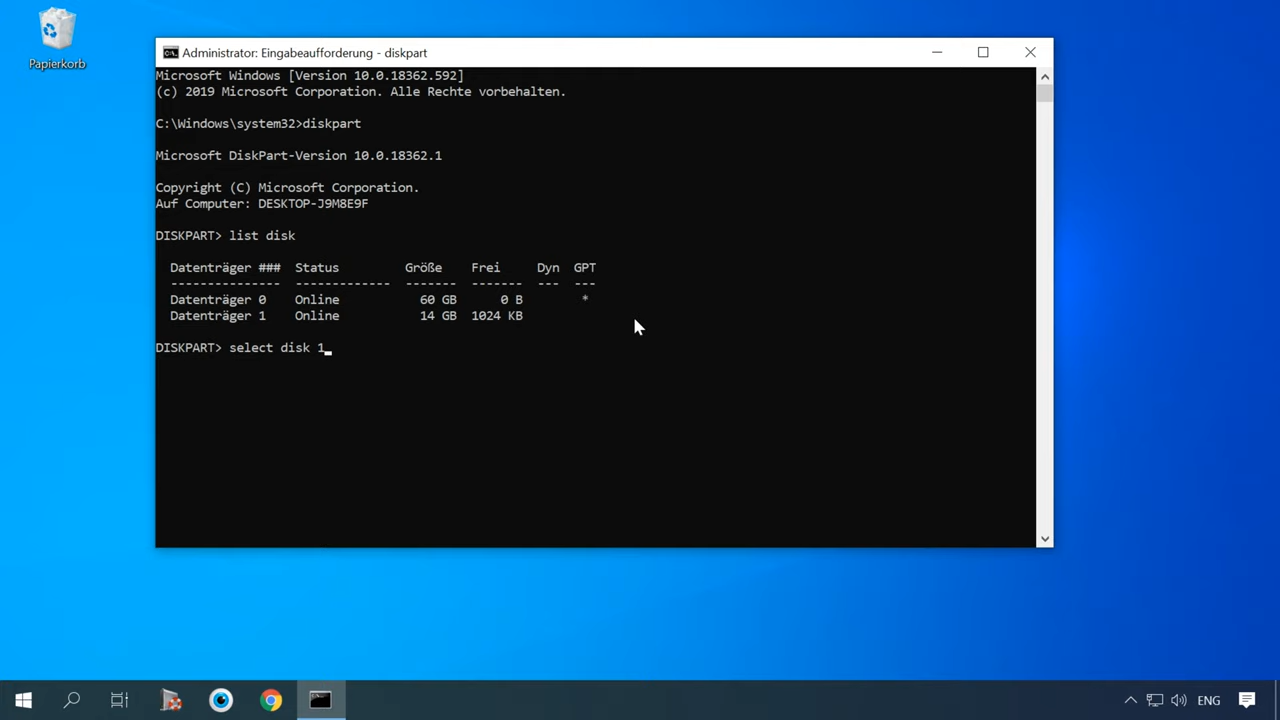 Papierkorb
Administrator: Eingabeaufforderung - diskpart
Microsoft Windows [Version 10.0.18362.592]
(c) 2019 Microsoft Corporation. Alle Rechte vorbehalten.
C:\Windows\system32>diskpart
Microsoft DiskPart-Version 10.0.18362.1
Copyright (C) Microsoft Corporation.
Auf Computer: DESKTOP-J9M8E9F
DISKPART> list disk
Datenträger ### Status Größe Frei Dyn GPT
--------------- ------------- ------- ------- --- ---
Datenträger 0 Online 60 GB 0 B *
Datenträger 1 Online 14 GB 1024 KB
DISKPART> select disk 1_
ENG